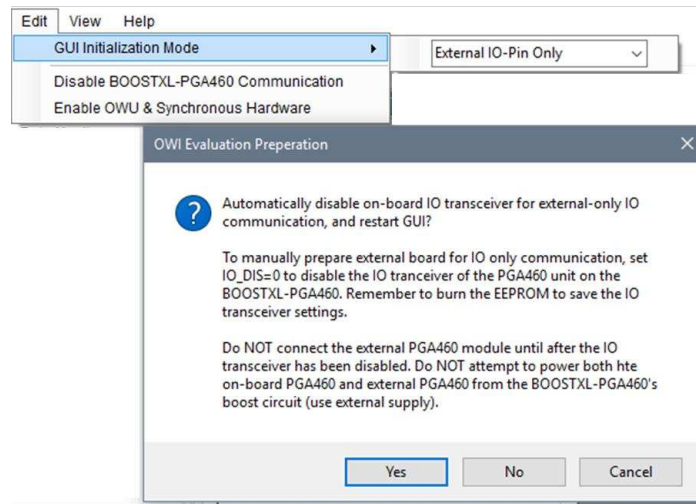 Edit View Help
GUI Initialization Mode
External IO-Pin Only
Disable BOOSTXL-PGA460 Communication
Enable OWU & Synchronous Hardware
OWI Evaluation Preperation
Automatically disable on-board IO transceiver for external-only IO
communication, and restart GUI?
To manually prepare external board for IO only communication, set
IO_DIS=0 to disable the IO tranceiver of the PGA460 unit on the
BOOSTXL-PGA460. Remember to burn the EEPROM to save the IO
transceiver settings.
Do NOT connect the external PGA460 module until after the IO
transceiver has been disabled. Do NOT attempt to power both hte
on-board PGA460 and external PGA460 from the BOOSTXL-PGA460's
boost circuit (use external supply).
Yes No Cancel